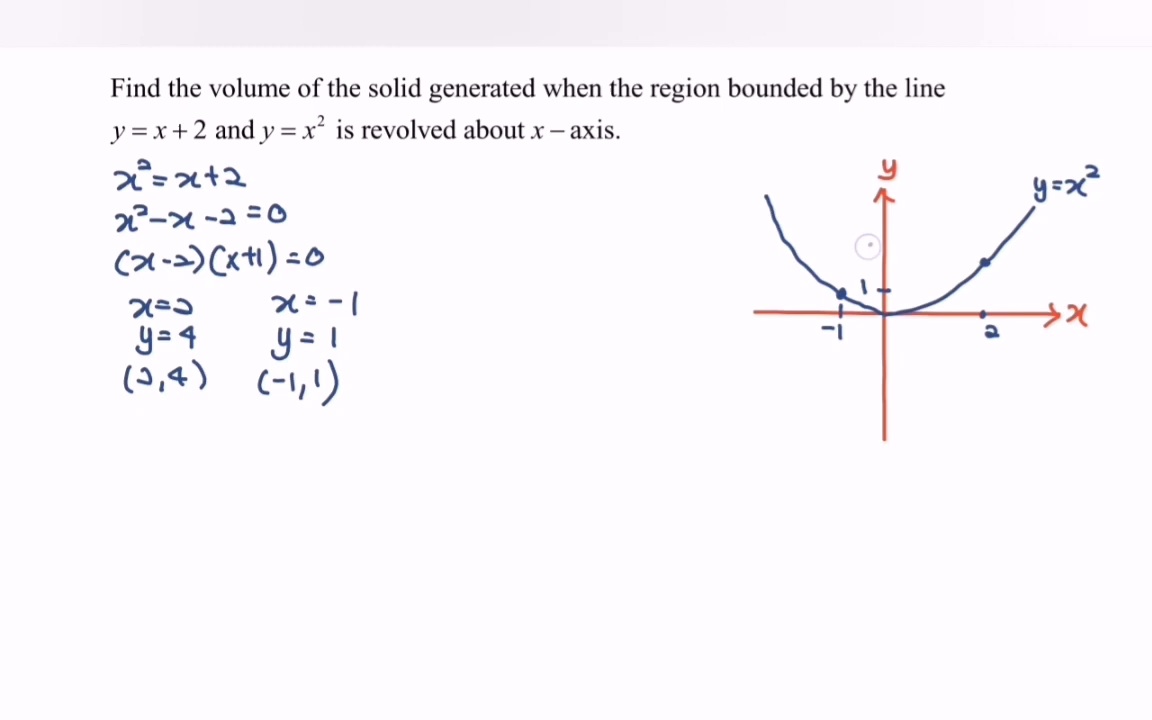 Find the volume of the solid generated when the region bounded by the line
y = x + 2 and y = x² is revolved about x – axis.
x² = x + 2
x² - x - 2 = 0
(x - 2)(x + 1) = 0
x = 2 x = -1
y = 4 y = 1
(2, 4) (-1, 1)
y
y = x²
1
x
-1
2